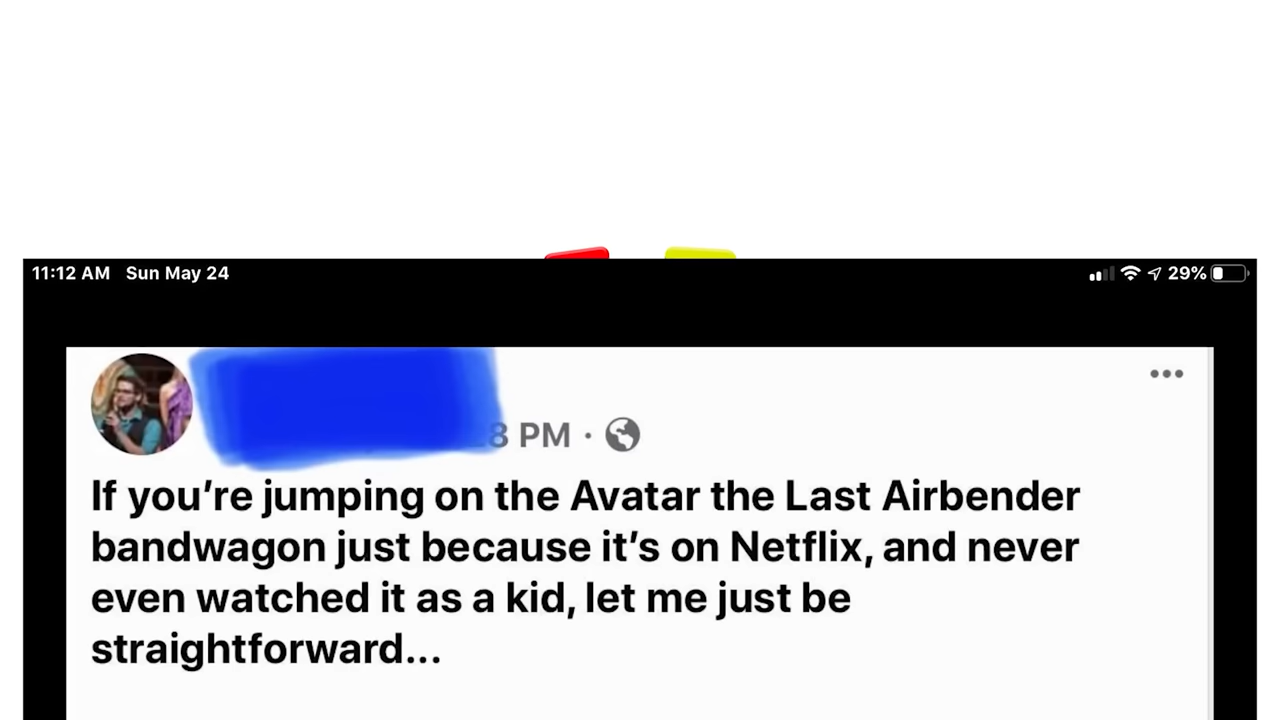 11:12 AM Sun May 24 29%
8 PM ·
If you’re jumping on the Avatar the Last Airbender
bandwagon just because it’s on Netflix, and never
even watched it as a kid, let me just be
straightforward...